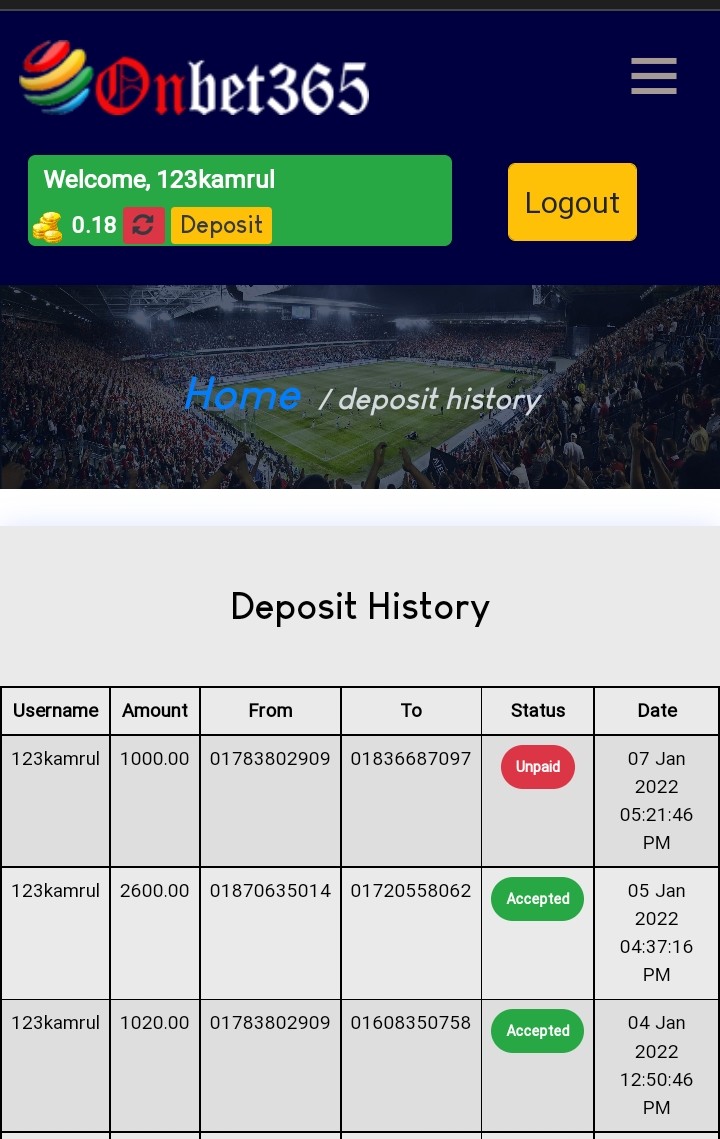 Onbet365
Welcome, 123kamrul
0.18 Deposit
Logout
Home / deposit history
Deposit History
Username Amount From To Status Date
123kamrul 1000.00 01783802909 01836687097 Unpaid 07 Jan
2022
05:21:46
PM
123kamrul 2600.00 01870635014 01720558062 Accepted 05 Jan
2022
04:37:16
PM
123kamrul 1020.00 01783802909 01608350758 Accepted 04 Jan
2022
12:50:46
PM